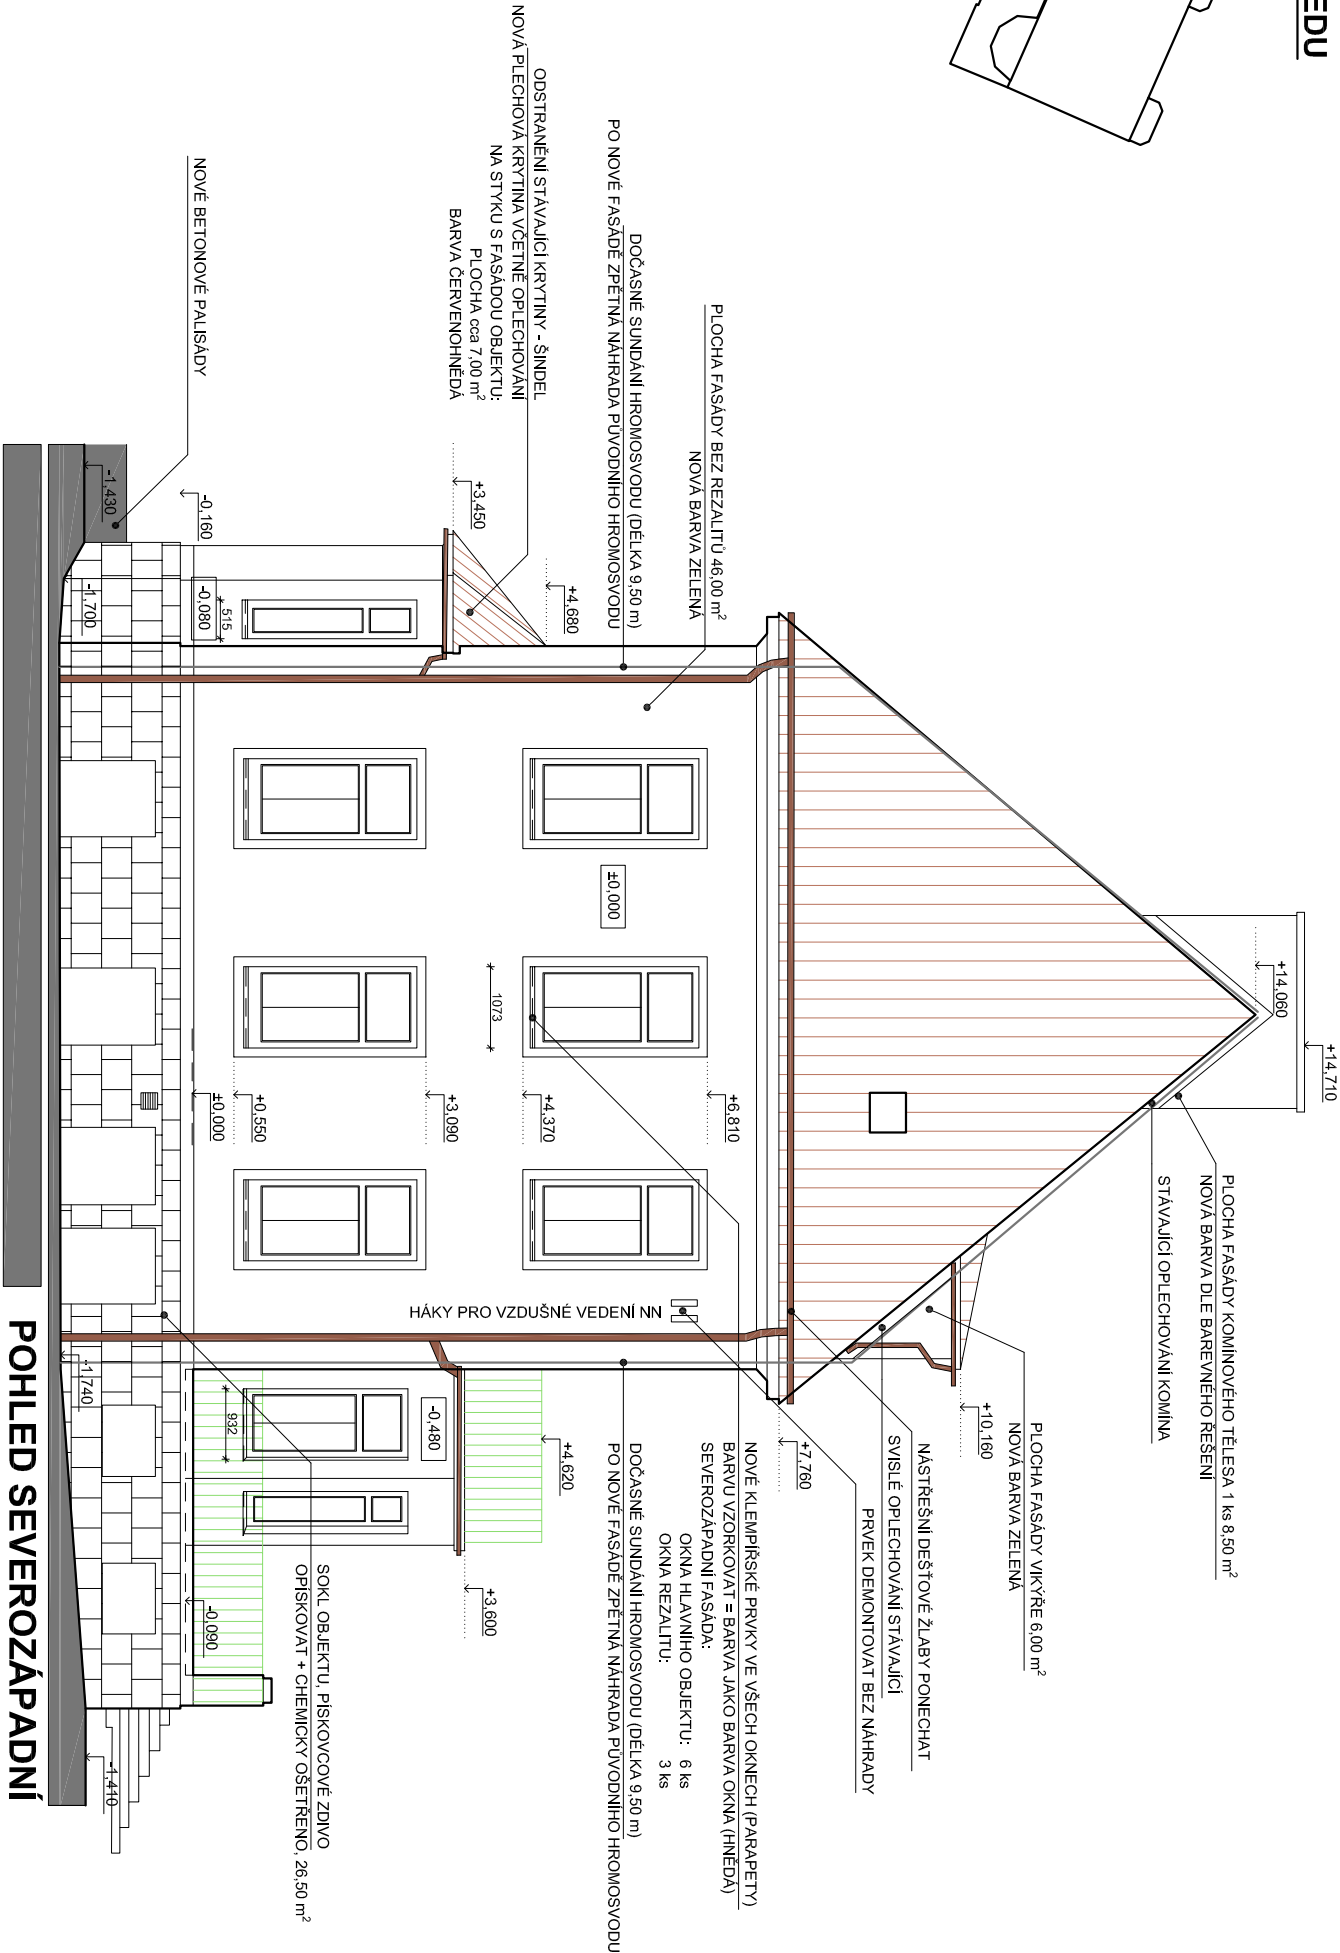 EDU
+14,710
+14,060
PLOCHA FASÁDY KOMÍNOVÉHO TĚLESA 1 ks 8,50 m²
NOVÁ BARVA DLE BAREVNÉHO ŘEŠENÍ
STÁVAJÍCÍ OPLECHOVÁNÍ KOMÍNA
PLOCHA FASÁDY VIKÝŘE 6,00 m²
NOVÁ BARVA ZELENÁ
+10,160
NÁSTŘEŠNÍ DEŠŤOVÉ ŽLABY PONECHAT
SVISLÉ OPLECHOVÁNÍ STÁVAJÍCÍ
PRVEK DEMONTOVAT BEZ NÁHRADY
+7,760
NOVÉ KLEMPÍŘSKÉ PRVKY VE VŠECH OKNECH (PARAPETY)
BARVU VZORKOVAT = BARVA JAKO BARVA OKNA (HNĚDÁ)
SEVEROZÁPADNÍ FASÁDA:
OKNA HLAVNÍHO OBJEKTU: 6 ks
OKNA REZALITU: 3 ks
DOČASNÉ SUNDÁNÍ HROMOSVODU (DÉLKA 9,50 m)
PO NOVÉ FASÁDĚ ZPĚTNÁ NÁHRADA PŮVODNÍHO HROMOSVODU
PLOCHA FASÁDY BEZ REZALITŮ 46,00 m²
NOVÁ BARVA ZELENÁ
DOČASNÉ SUNDÁNÍ HROMOSVODU (DÉLKA 9,50 m)
PO NOVÉ FASÁDĚ ZPĚTNÁ NÁHRADA PŮVODNÍHO HROMOSVODU
ODSTRANĚNÍ STÁVAJÍCÍ KRYTINY - ŠINDEL
NOVÁ PLECHOVÁ KRYTINA VČETNĚ OPLECHOVÁNÍ
NA STYKU S FASÁDOU OBJEKTU:
PLOCHA cca 7,00 m²
BARVA ČERVENOHNĚDÁ
+4,680
+3,450
±0,000
+6,810
+4,370
1073
+3,090
+0,550
±0,000
HÁKY PRO VZDUŠNÉ VEDENÍ NN
+4,620
+3,600
-0,480
932
-0,090
515
-0,080
-0,160
-1,430
-1,700
-1,740
-1,410
NOVÉ BETONOVÉ PALISÁDY
SOKL OBJEKTU, PÍSKOVCOVÉ ZDIVO
OPÍSKOVAT + CHEMICKY OŠETŘENO, 26,50 m²
POHLED SEVEROZÁPADNÍ